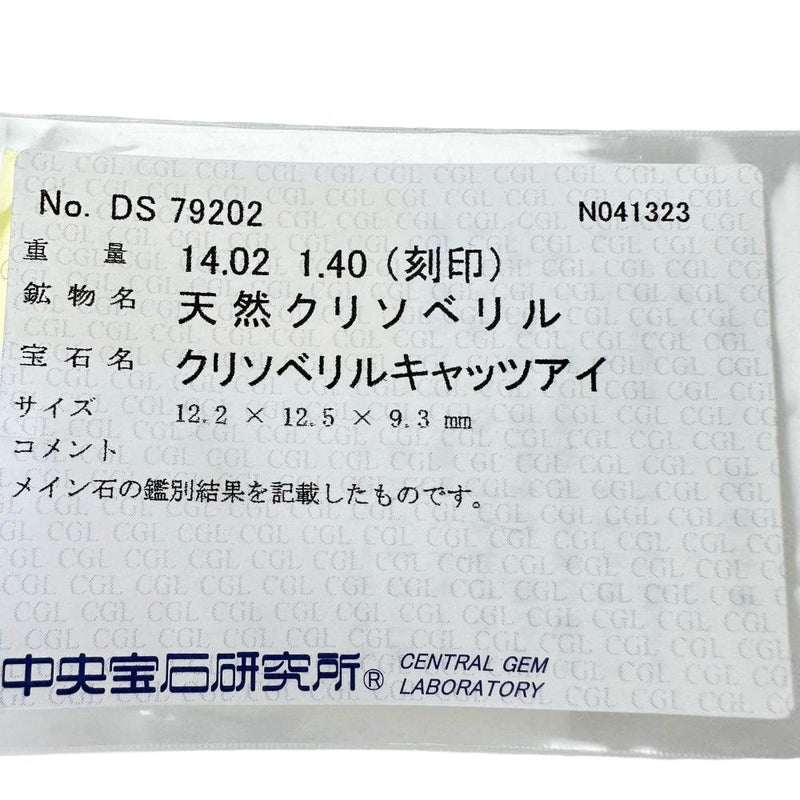 No. DS 79202 N041323
重量 14.02 1.40 (刻印)
鉱物名 天然クリソベリル
宝石名 クリソベリルキャッツアイ
サイズ 12.2 × 12.5 × 9.3 mm
コメント
メイン石の鑑別結果を記載したものです。
中央宝石研究所® CENTRAL GEM
LABORATORY